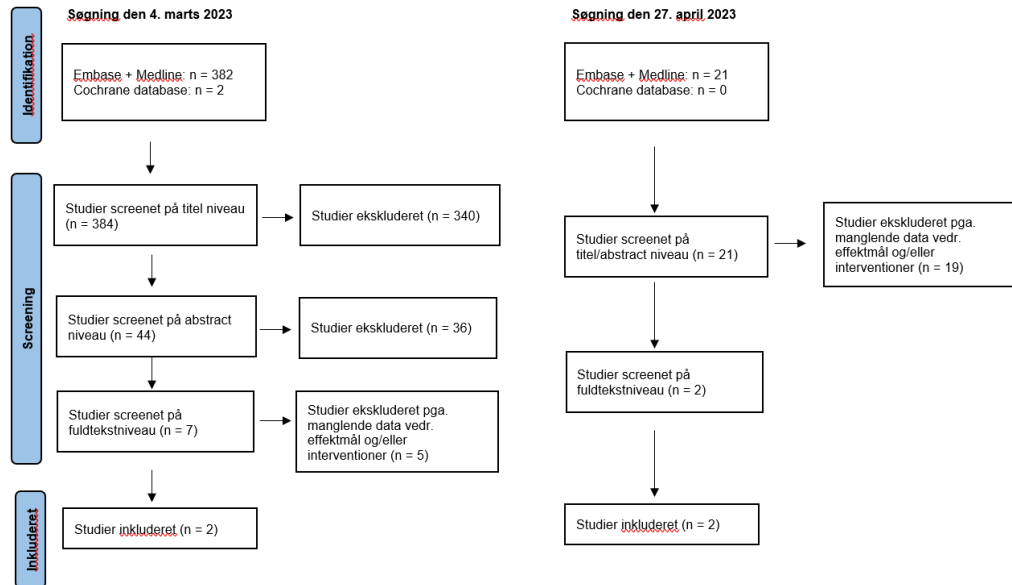 Søgning den 4. marts 2023
Identifikation
Embase + Medline: n = 382
Cochrane database: n = 2
Screening
Studier screenet på titel niveau
(n = 384)
Studier ekskluderet (n = 340)
Studier screenet på abstract
niveau (n = 44)
Studier ekskluderet (n = 36)
Studier screenet på
fuldtekstniveau (n = 7)
Studier ekskluderet pga.
manglende data vedr.
effektmål og/eller
interventioner (n = 5)
Inkluderet
Studier inkluderet (n = 2)
Søgning den 27. april 2023
Embase + Medline: n = 21
Cochrane database: n = 0
Studier screenet på
titel/abstract niveau (n = 21)
Studier ekskluderet pga.
manglende data vedr.
effektmål og/eller
interventioner (n = 19)
Studier screenet på
fuldtekstniveau (n = 2)
Studier inkluderet (n = 2)